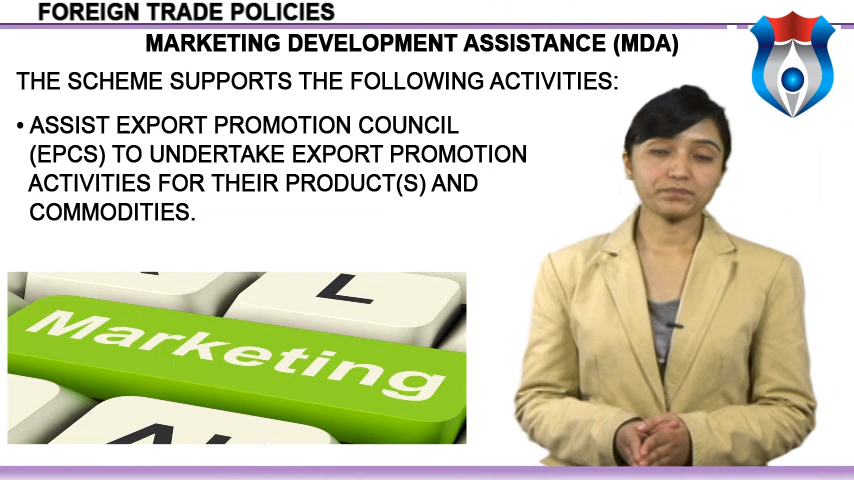 FOREIGN TRADE POLICIES
MARKETING DEVELOPMENT ASSISTANCE (MDA)
THE SCHEME SUPPORTS THE FOLLOWING ACTIVITIES:
• ASSIST EXPORT PROMOTION COUNCIL
(EPCS) TO UNDERTAKE EXPORT PROMOTION
ACTIVITIES FOR THEIR PRODUCT(S) AND
COMMODITIES.
L
Marketing